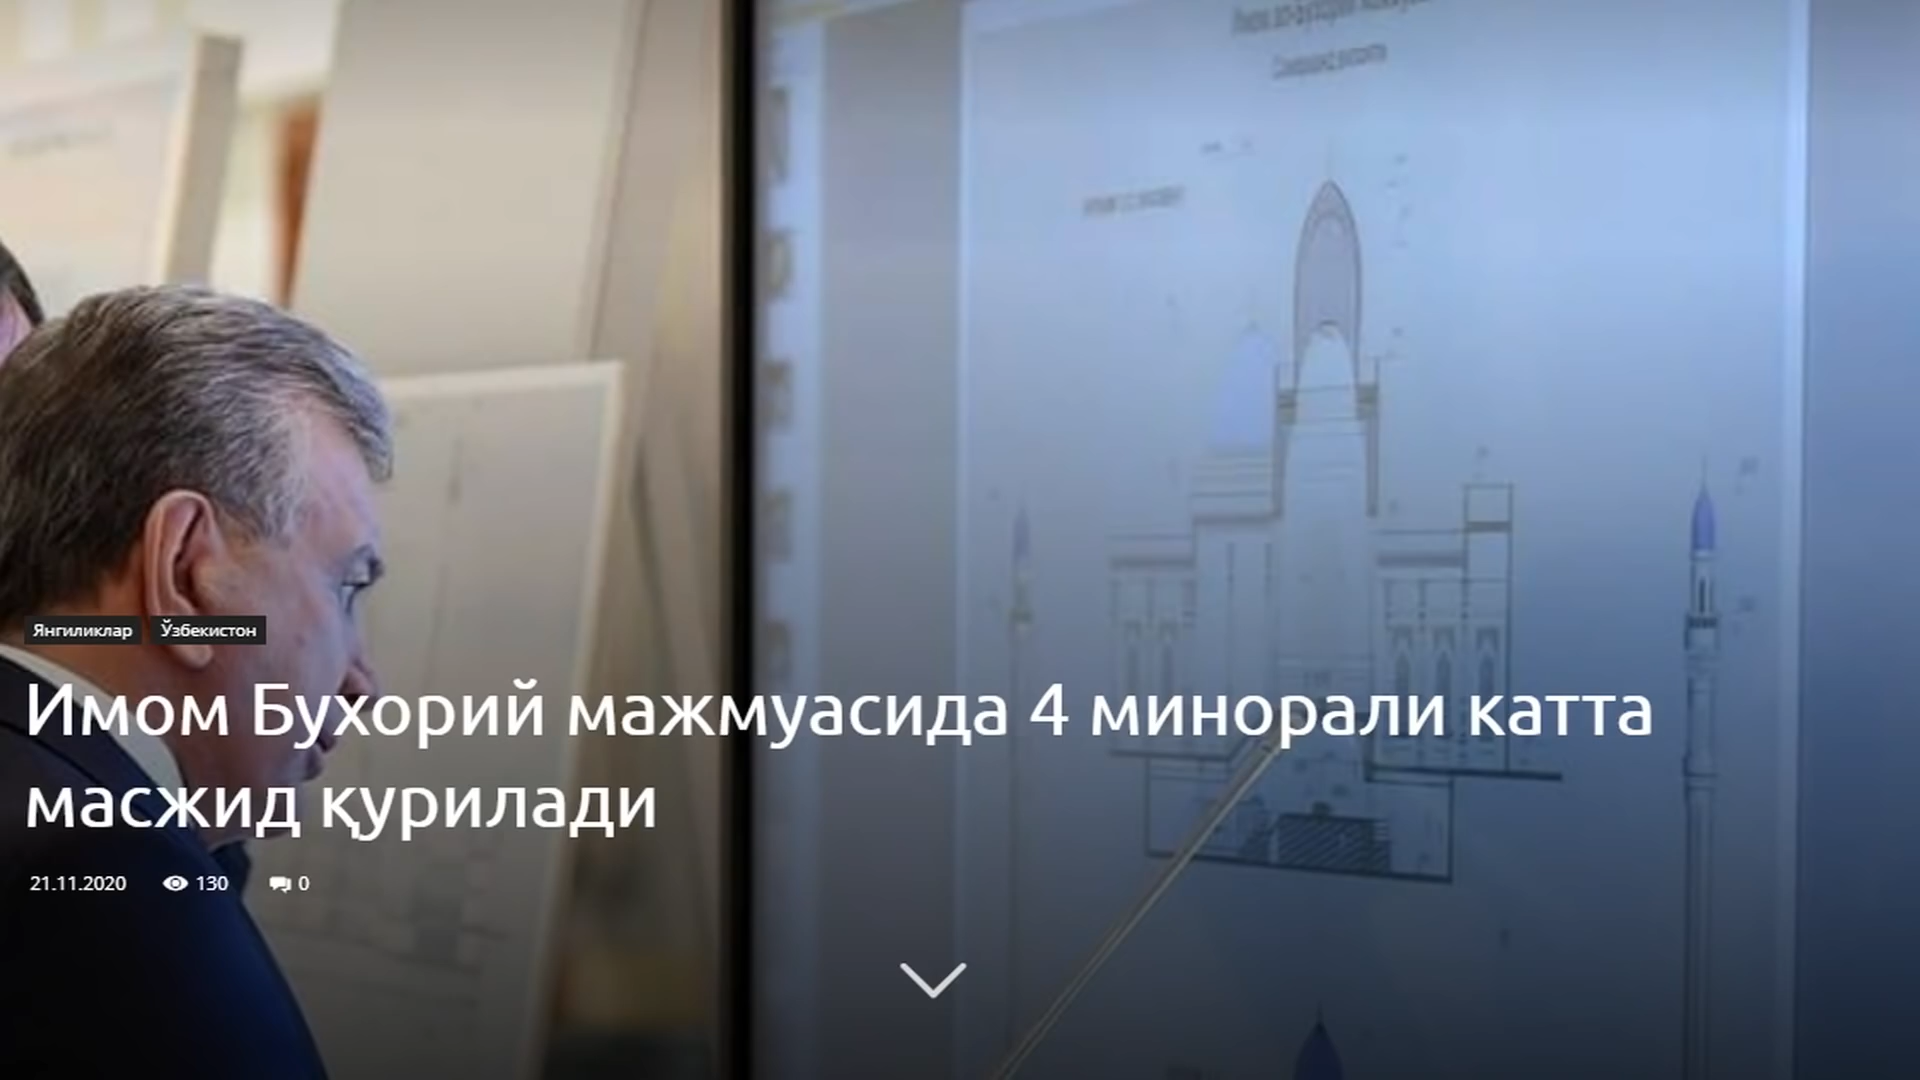 Янгиликлар Ўзбекистон
Имом Бухорий мажмуасида 4 минорали катта
масжид қурилади
21.11.2020 130 0